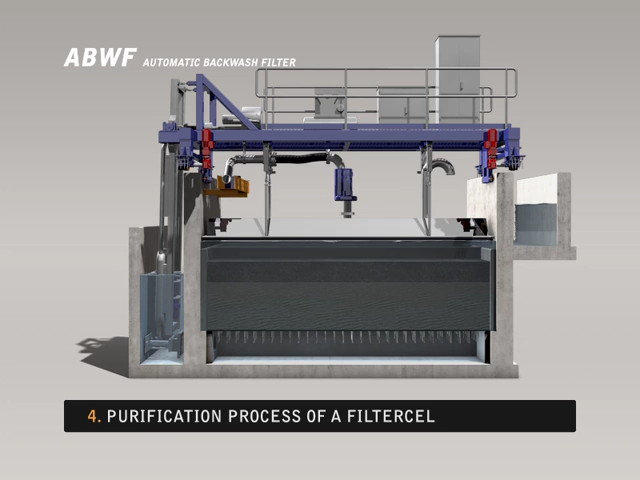 ABWF AUTOMATIC BACKWASH FILTER
4. PURIFICATION PROCESS OF A FILTERCEL